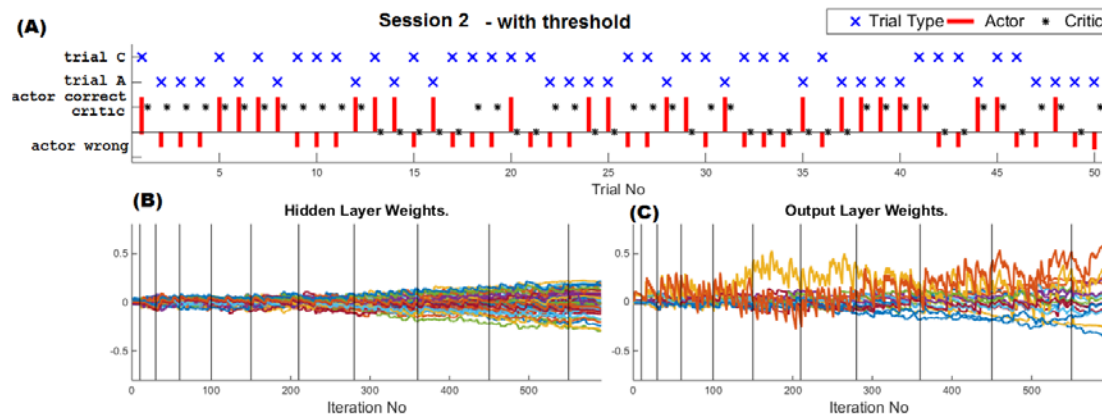 (A)
Session 2 - with threshold
Trial Type Actor Critic
trial C
trial A
actor correct
critic
actor wrong
5 10 15 20 25 30 35 40 45 50
Trial No
(B)
Hidden Layer Weights.
0.5
0
-0.5
0 100 200 300 400 500
Iteration No
(C)
Output Layer Weights.
0.5
0
-0.5
0 100 200 300 400 500
Iteration No